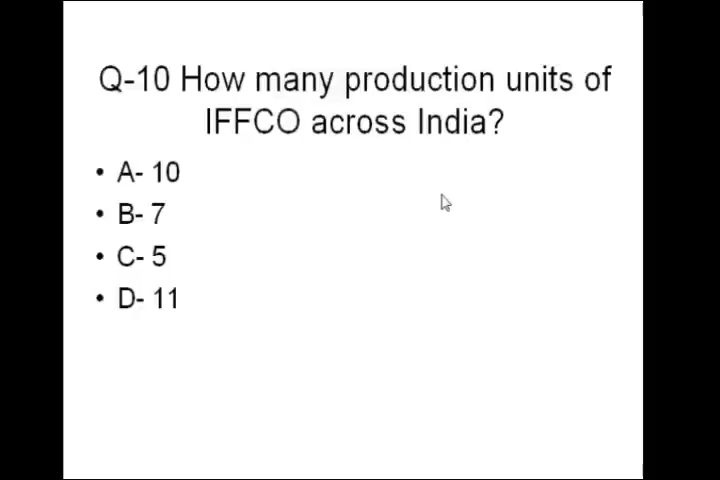 Q-10 How many production units of
IFFCO across India?
• A- 10
• B- 7
• C- 5
• D- 11